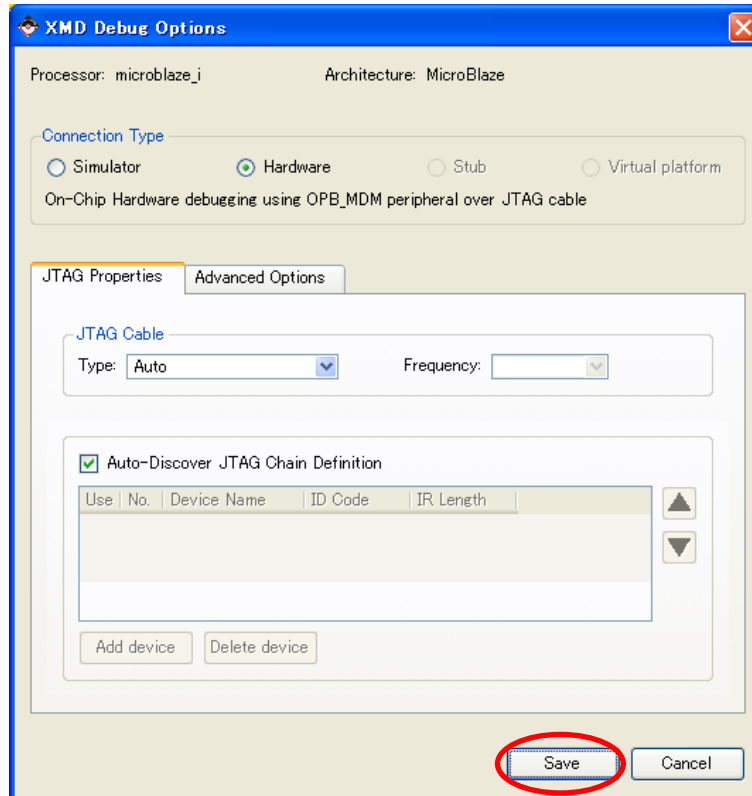 XMD Debug Options
Processor: microblaze_i Architecture: MicroBlaze
Connection Type
Simulator Hardware Stub Virtual platform
On-Chip Hardware debugging using OPB_MDM peripheral over JTAG cable
JTAG Properties Advanced Options
JTAG Cable
Type: Auto Frequency:
Auto-Discover JTAG Chain Definition
Use No. Device Name ID Code IR Length
Add device Delete device
Save Cancel